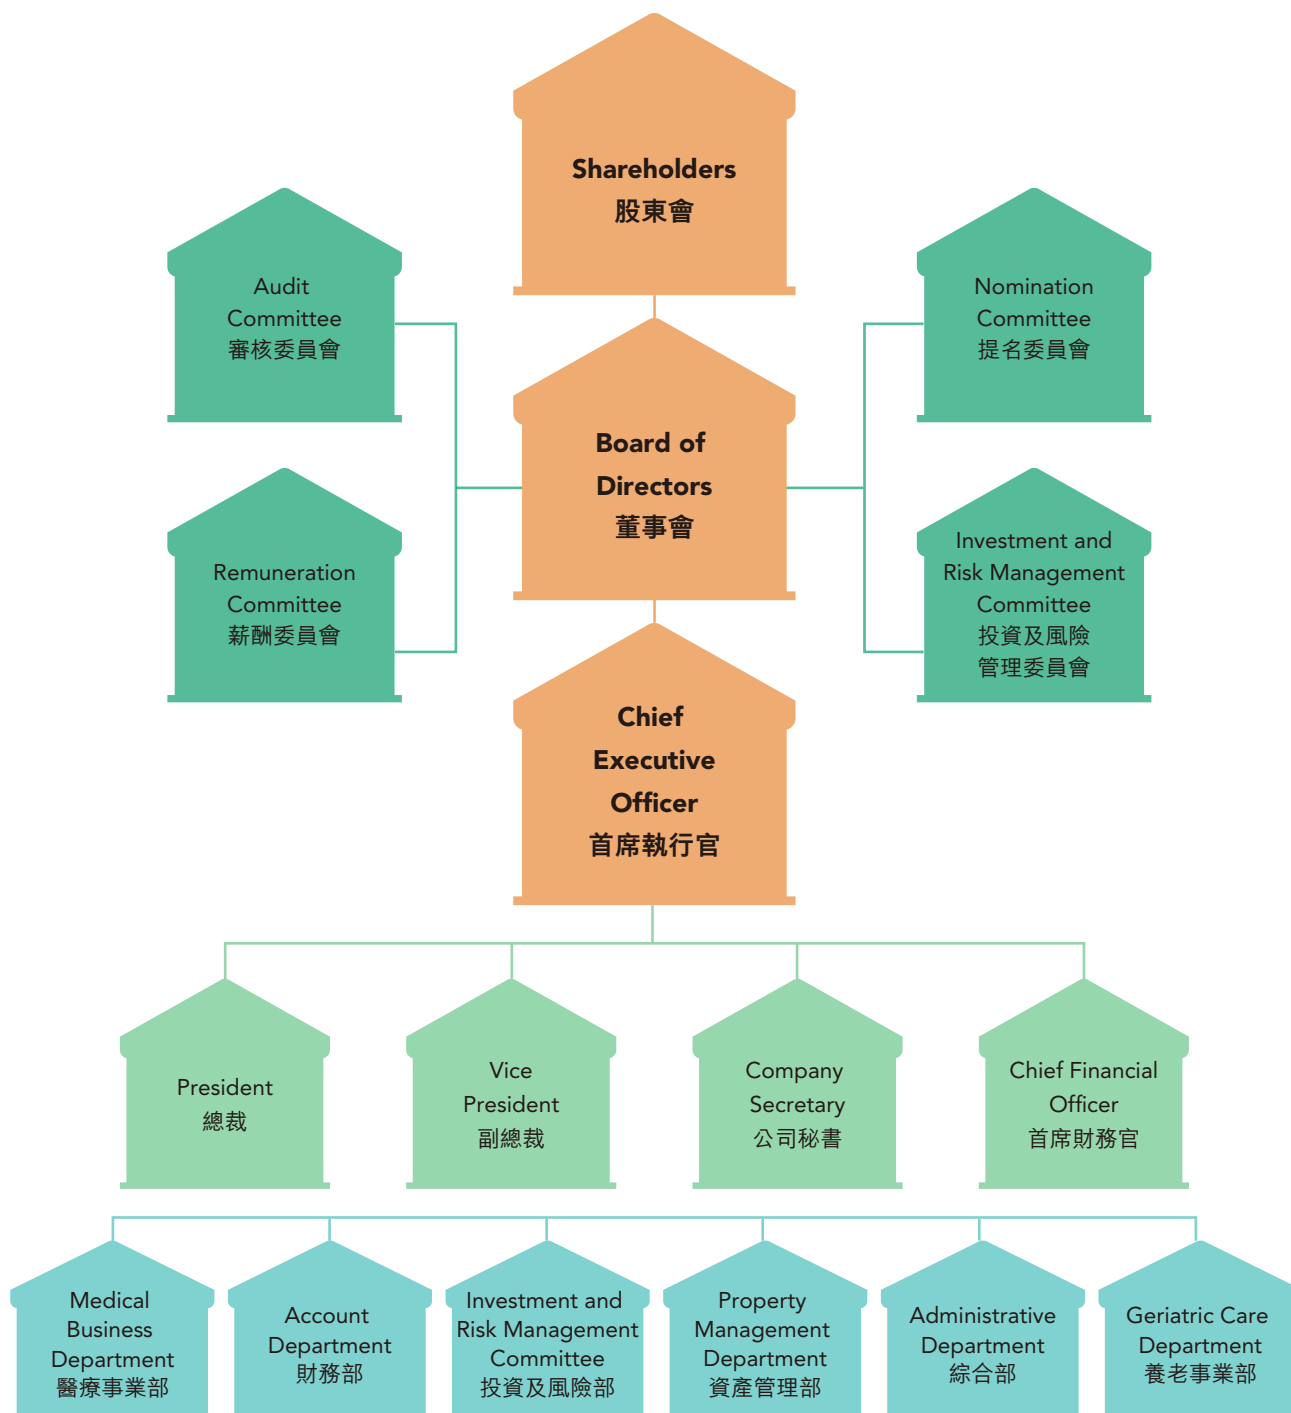 Shareholders
股東會
Audit
Committee
審核委員會
Nomination
Committee
提名委員會
Board of
Directors
董事會
Remuneration
Committee
薪酬委員會
Investment and
Risk Management
Committee
投資及風險
管理委員會
Chief
Executive
Officer
首席執行官
President
總裁
Vice
President
副總裁
Company
Secretary
公司秘書
Chief Financial
Officer
首席財務官
Medical
Business
Department
醫療事業部
Account
Department
財務部
Investment and
Risk Management
Committee
投資及風險部
Property
Management
Department
資產管理部
Administrative
Department
綜合部
Geriatric Care
Department
養老事業部